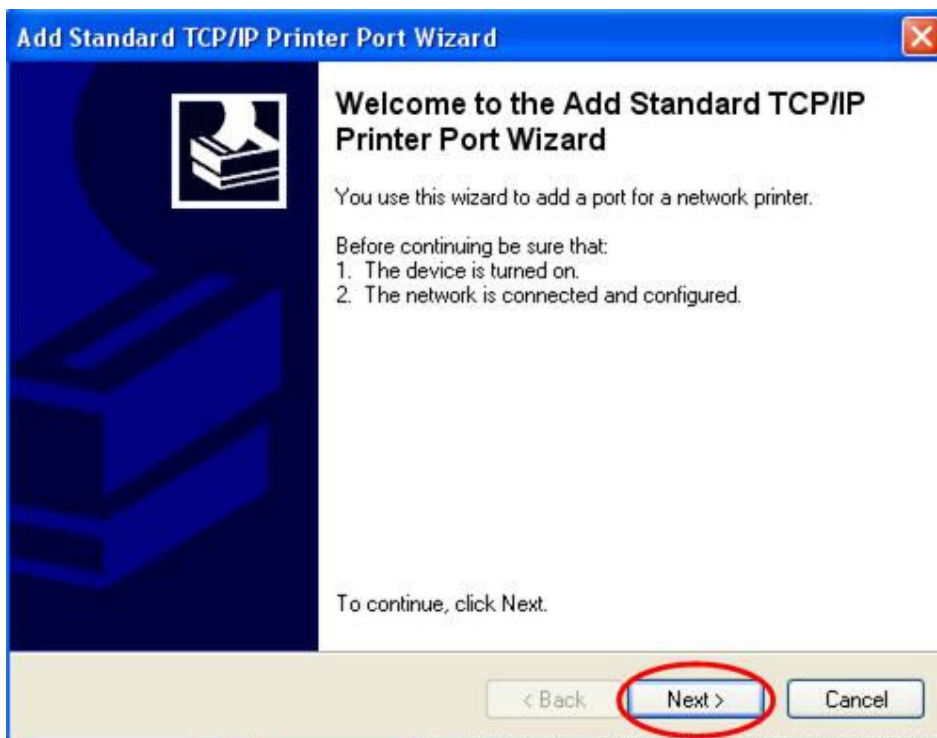 Add Standard TCP/IP Printer Port Wizard
Welcome to the Add Standard TCP/IP
Printer Port Wizard
You use this wizard to add a port for a network printer.
Before continuing be sure that:
1. The device is turned on.
2. The network is connected and configured.
To continue, click Next.
< Back Next > Cancel